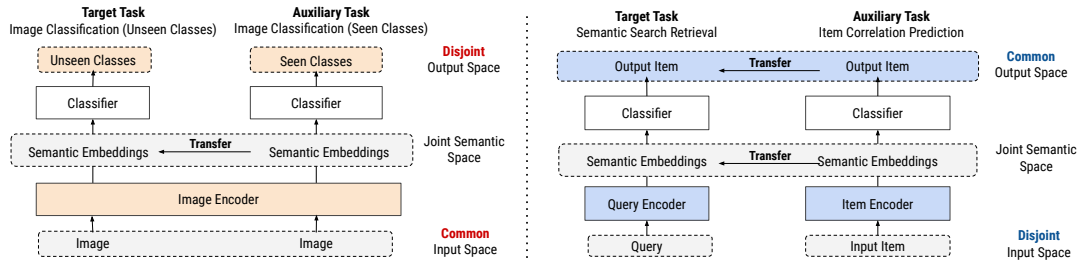 Target Task
Image Classification (Unseen Classes)
Auxiliary Task
Image Classification (Seen Classes)
Unseen Classes
Seen Classes
Disjoint
Output Space
Classifier
Classifier
Transfer
Semantic Embeddings
Semantic Embeddings
Joint Semantic
Space
Image Encoder
Image
Image
Common
Input Space
Target Task
Semantic Search Retrieval
Auxiliary Task
Item Correlation Prediction
Output Item
Transfer
Output Item
Common
Output Space
Classifier
Classifier
Semantic Embeddings
Transfer
Semantic Embeddings
Joint Semantic
Space
Query Encoder
Item Encoder
Query
Input Item
Disjoint
Input Space